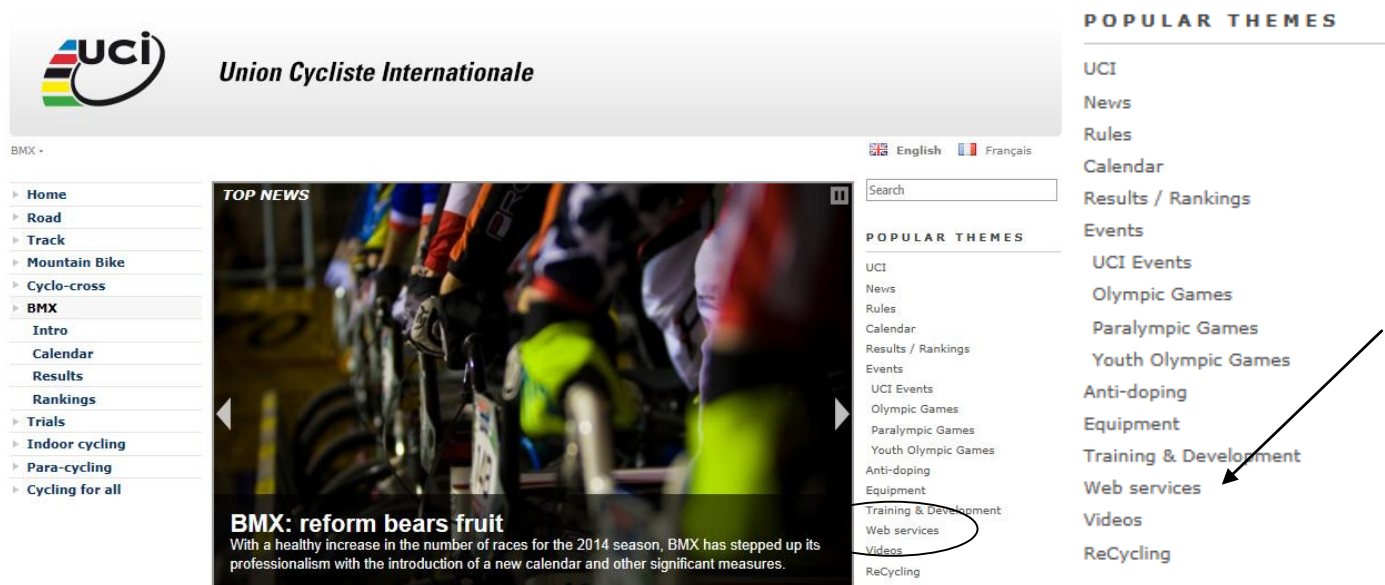 UCI
Union Cycliste Internationale
BMX
English Français
Home
Road
Track
Mountain Bike
Cyclo-cross
BMX
Intro
Calendar
Results
Rankings
Trials
Indoor cycling
Para-cycling
Cycling for all
TOP NEWS
BMX: reform bears fruit
With a healthy increase in the number of races for the 2014 season, BMX has stepped up its
professionalism with the introduction of a new calendar and other significant measures.
Search
POPULAR THEMES
UCI
News
Rules
Calendar
Results / Rankings
Events
UCI Events
Olympic Games
Paralympic Games
Youth Olympic Games
Anti-doping
Equipment
Training & Development
Web services
Videos
ReCycling
POPULAR THEMES
UCI
News
Rules
Calendar
Results / Rankings
Events
UCI Events
Olympic Games
Paralympic Games
Youth Olympic Games
Anti-doping
Equipment
Training & Development
Web services
Videos
ReCycling